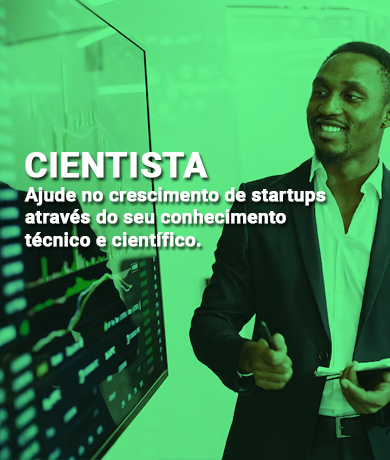 CIENTISTA
Ajude no crescimento de startups
através do seu conhecimento
técnico e científico.